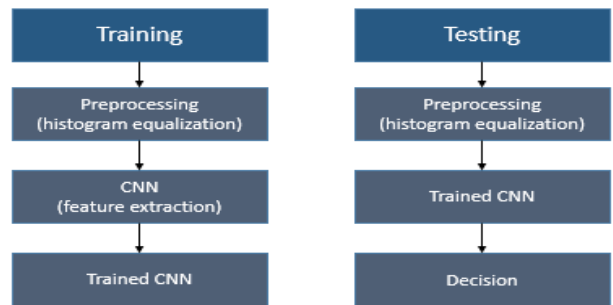 Training
Preprocessing
(histogram equalization)
CNN
(feature extraction)
Trained CNN
Testing
Preprocessing
(histogram equalization)
Trained CNN
Decision